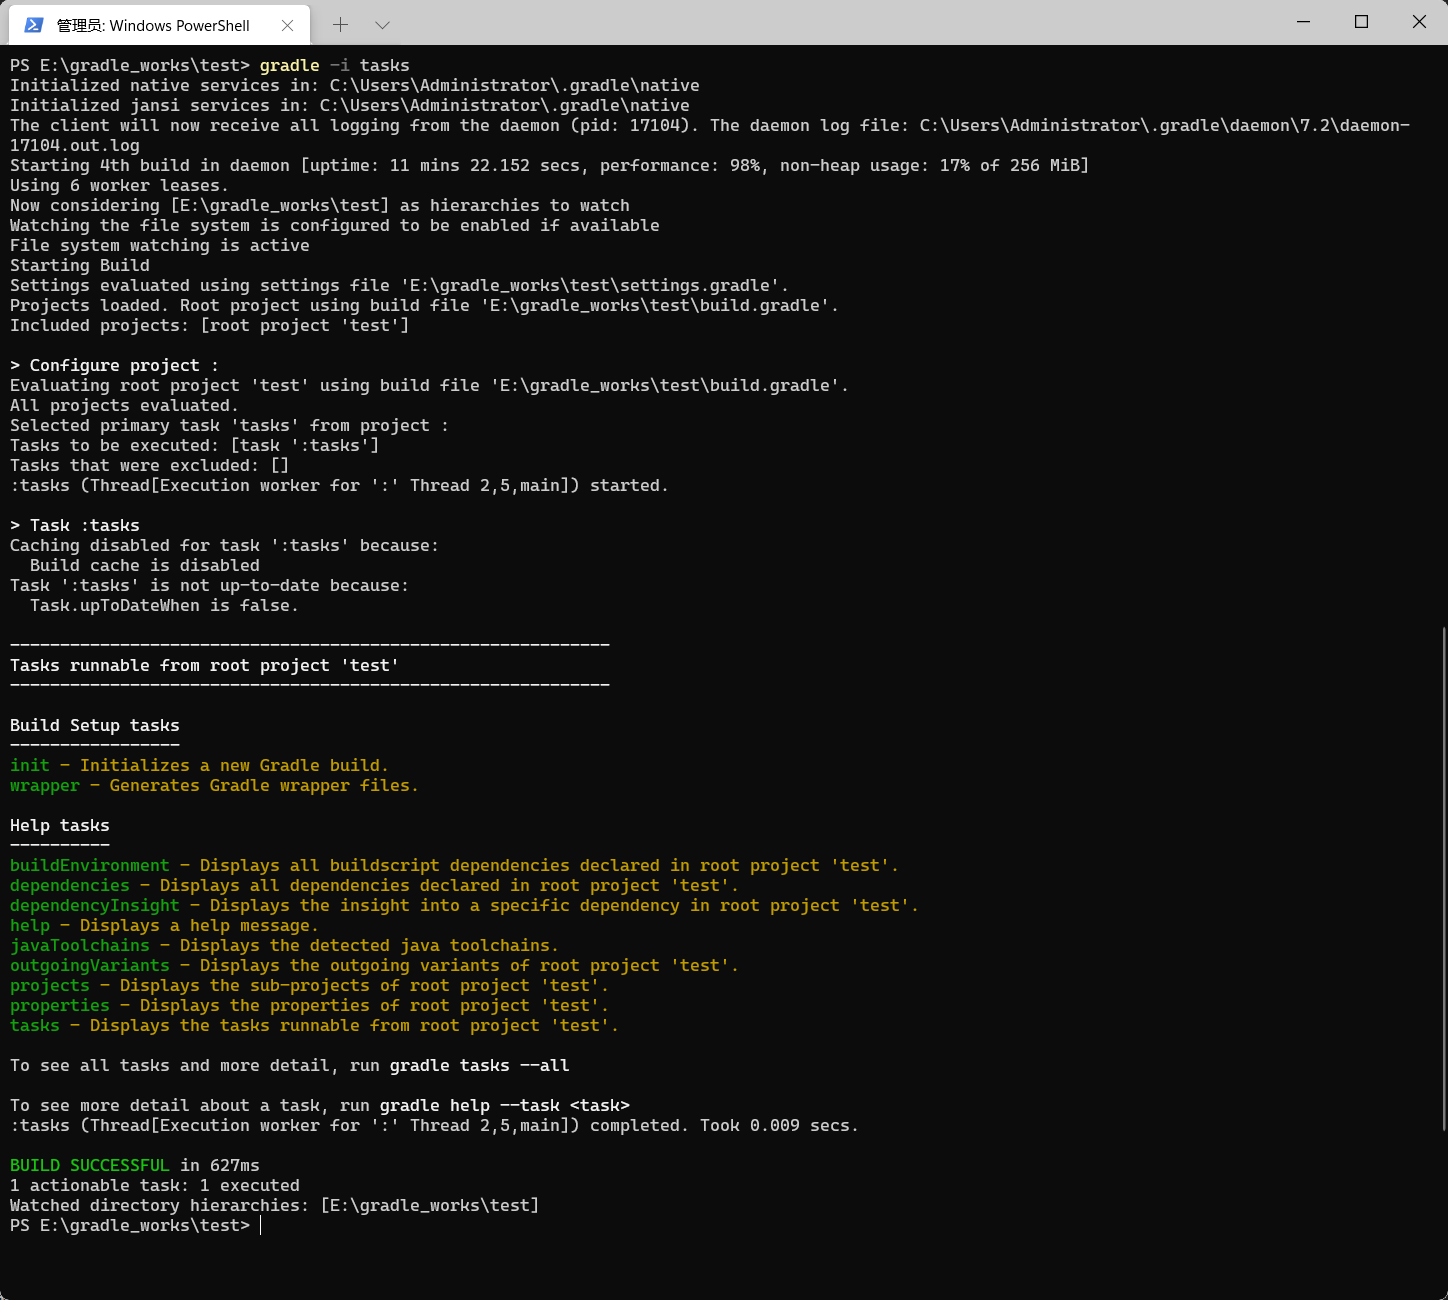 管理员: Windows PowerShell
PS E:\gradle_works\test> gradle -i tasks
Initialized native services in: C:\Users\Administrator\.gradle\native
Initialized jansi services in: C:\Users\Administrator\.gradle\native
The client will now receive all logging from the daemon (pid: 17104). The daemon log file: C:\Users\Administrator\.gradle\daemon\7.2\daemon-
17104.out.log
Starting 4th build in daemon [uptime: 11 mins 22.152 secs, performance: 98%, non-heap usage: 17% of 256 MiB]
Using 6 worker leases.
Now considering [E:\gradle_works\test] as hierarchies to watch
Watching the file system is configured to be enabled if available
File system watching is active
Starting Build
Settings evaluated using settings file 'E:\gradle_works\test\settings.gradle'.
Projects loaded. Root project using build file 'E:\gradle_works\test\build.gradle'.
Included projects: [root project 'test']
> Configure project :
Evaluating root project 'test' using build file 'E:\gradle_works\test\build.gradle'.
All projects evaluated.
Selected primary task 'tasks' from project :
Tasks to be executed: [task ':tasks']
Tasks that were excluded: []
:tasks (Thread[Execution worker for ':' Thread 2,5,main]) started.
> Task :tasks
Caching disabled for task ':tasks' because:
  Build cache is disabled
Task ':tasks' is not up-to-date because:
  Task.upToDateWhen is false.
------------------------------------------------------------
Tasks runnable from root project 'test'
------------------------------------------------------------
Build Setup tasks
-----------------
init - Initializes a new Gradle build.
wrapper - Generates Gradle wrapper files.
Help tasks
----------
buildEnvironment - Displays all buildscript dependencies declared in root project 'test'.
dependencies - Displays all dependencies declared in root project 'test'.
dependencyInsight - Displays the insight into a specific dependency in root project 'test'.
help - Displays a help message.
javaToolchains - Displays the detected java toolchains.
outgoingVariants - Displays the outgoing variants of root project 'test'.
projects - Displays the sub-projects of root project 'test'.
properties - Displays the properties of root project 'test'.
tasks - Displays the tasks runnable from root project 'test'.
To see all tasks and more detail, run gradle tasks --all
To see more detail about a task, run gradle help --task <task>
:tasks (Thread[Execution worker for ':' Thread 2,5,main]) completed. Took 0.009 secs.
BUILD SUCCESSFUL in 627ms
1 actionable task: 1 executed
Watched directory hierarchies: [E:\gradle_works\test]
PS E:\gradle_works\test>